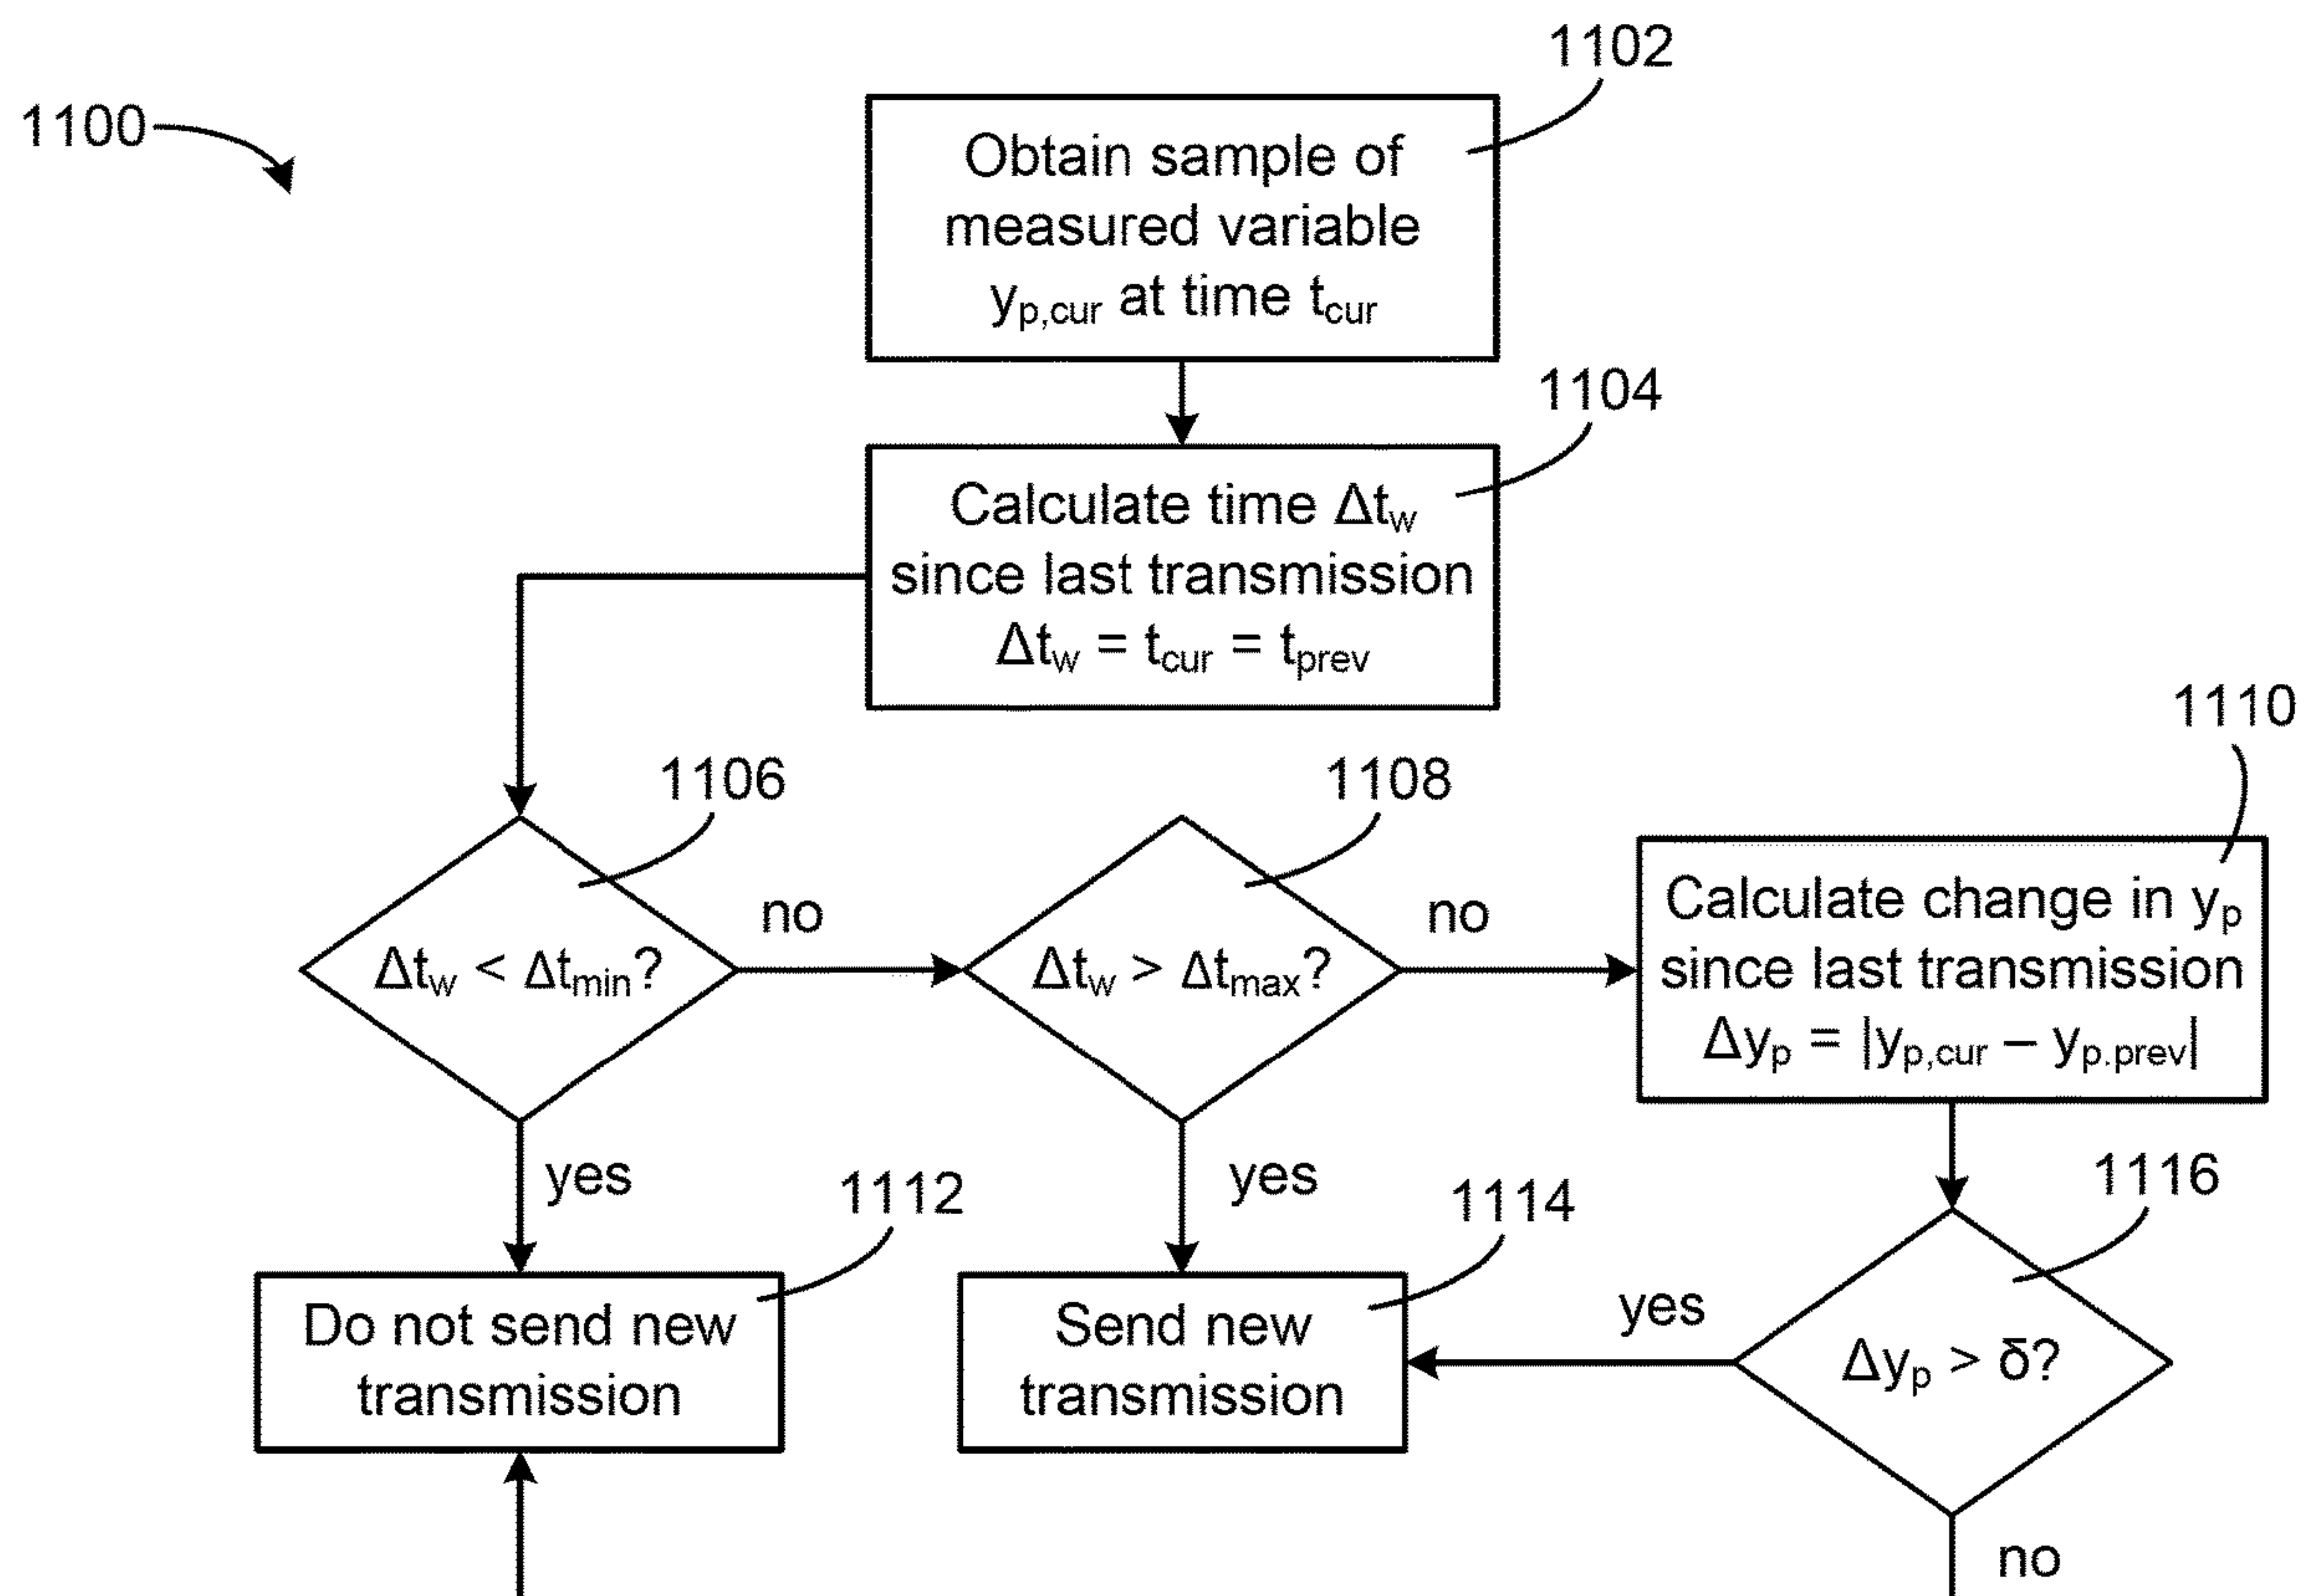 1102
1100
Obtain sample of
measured variable
yp,cur at time tcur
1104
Calculate time Δtw
since last transmission
Δtw = tcur = tprev
1110
1106
1108
Calculate change in yp
since last transmission
Δyp = |yp,cur – yp.prev|
no
no
Δtw < Δtmin?
Δtw > Δtmax?
yes
yes
1112
1114
1116
Do not send new
transmission
Send new
transmission
yes
Δyp > δ?
no